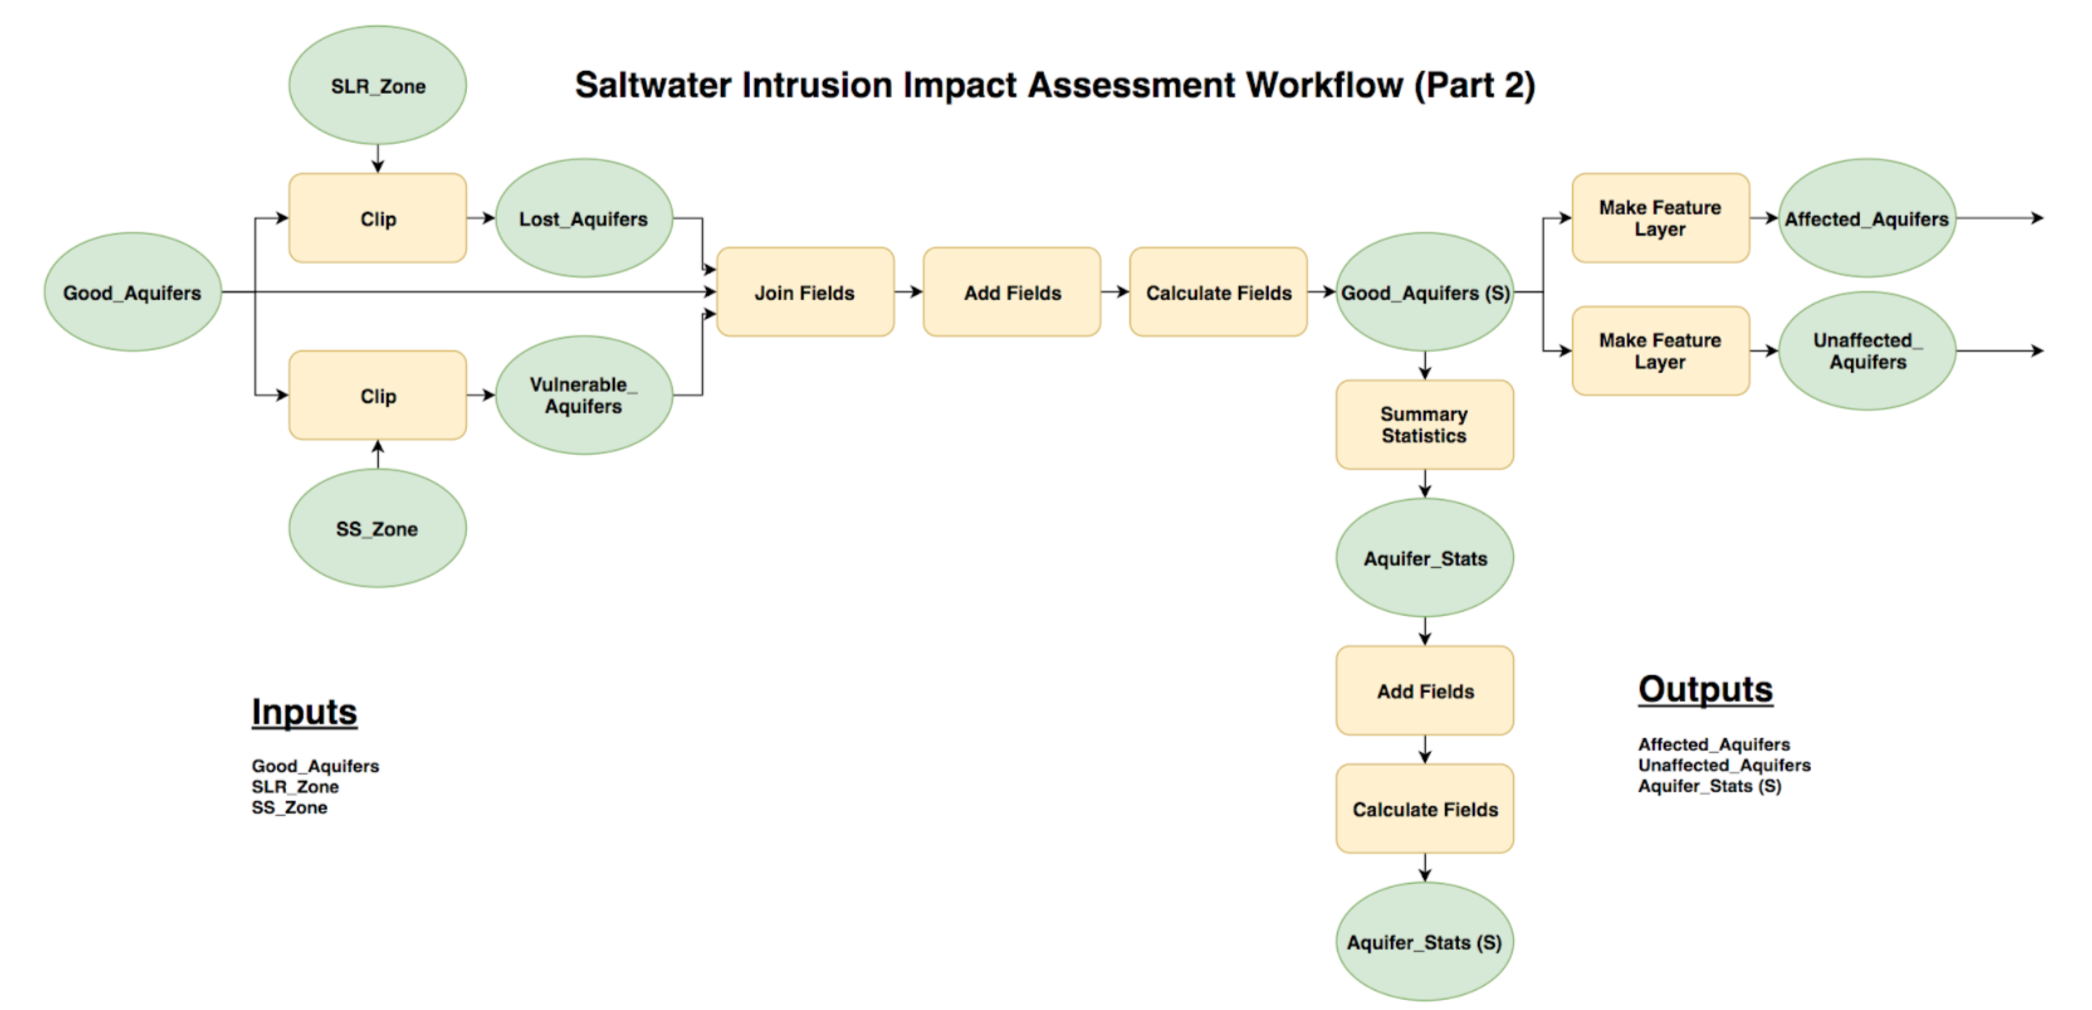 Saltwater Intrusion Impact Assessment Workflow (Part 2)
SLR_Zone
Clip
Lost_Aquifers
Good_Aquifers
Clip
Vulnerable_
Aquifers
SS_Zone
Join Fields
Add Fields
Calculate Fields
Good_Aquifers (S)
Make Feature
Layer
Affected_Aquifers
Make Feature
Layer
Unaffected_
Aquifers
Summary
Statistics
Aquifer_Stats
Add Fields
Calculate Fields
Aquifer_Stats (S)
Inputs
Good_Aquifers
SLR_Zone
SS_Zone
Outputs
Affected_Aquifers
Unaffected_Aquifers
Aquifer_Stats (S)